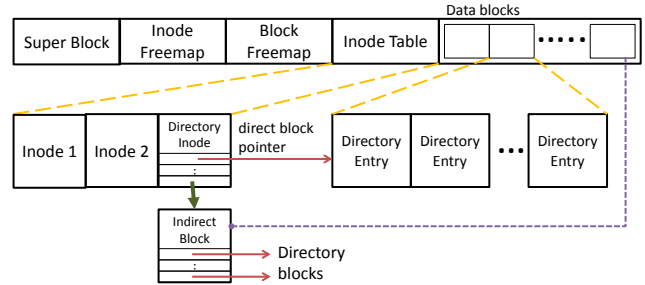 Data blocks
Super Block
Inode
Freemap
Block
Freemap
Inode Table
Inode 1
Inode 2
Directory
Inode
:
direct block
pointer
Directory
Entry
Directory
Entry
Directory
Entry
Indirect
Block
:
Directory
blocks